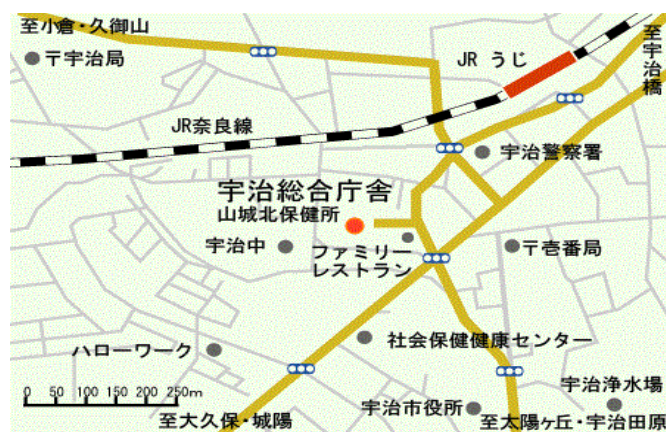 至小倉・久御山
〒宇治局
JR うじ
至宇治橋
JR奈良線
宇治警察署
宇治総合庁舎
山城北保健所
宇治中
ファミリー
レストラン
〒壱番局
社会保健健康センター
ハローワーク
0 50 100 150 200 250m
宇治浄水場
宇治市役所
至大久保・城陽
至太陽ヶ丘・宇治田原